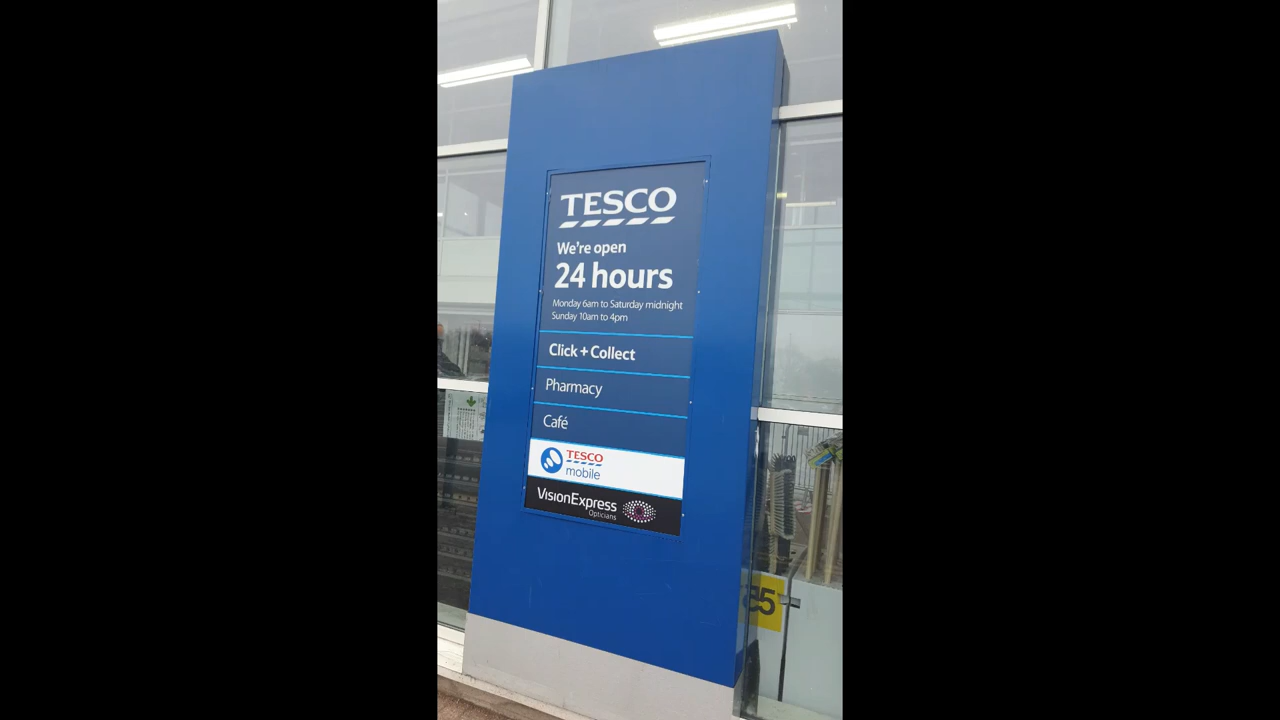 TESCO
We're open
24 hours
Monday 6am to Saturday midnight
Sunday 10am to 4pm
Click + Collect
Pharmacy
Café
TESCO
mobile
VisionExpress
Opticians